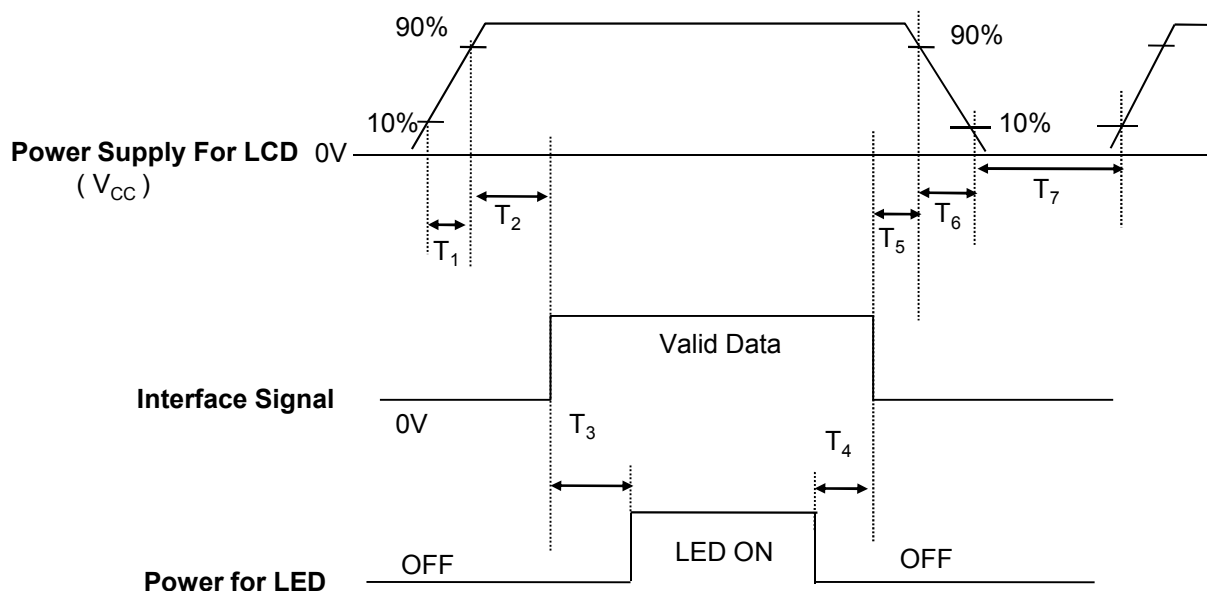 90%
90%
10%
10%
Power Supply For LCD 0V
( VCC )
T1
T2
T5
T6
T7
Valid Data
Interface Signal
0V
T3
T4
LED ON
OFF
OFF
Power for LED